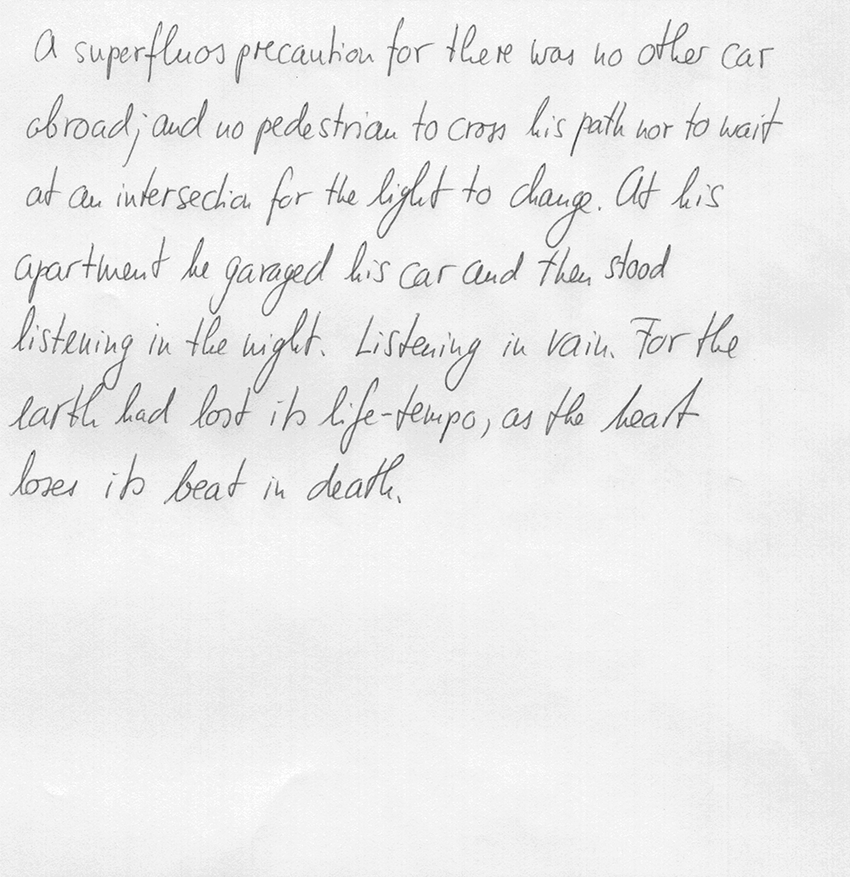 A superfluos precaution for there was no other car
abroad; and no pedestrian to cross his path nor to wait
at an intersection for the light to change. At his
apartment he garaged his car and then stood
listening in the night. Listening in vain. For the
earth had lost its life-tempo, as the heart
loses its beat in death.